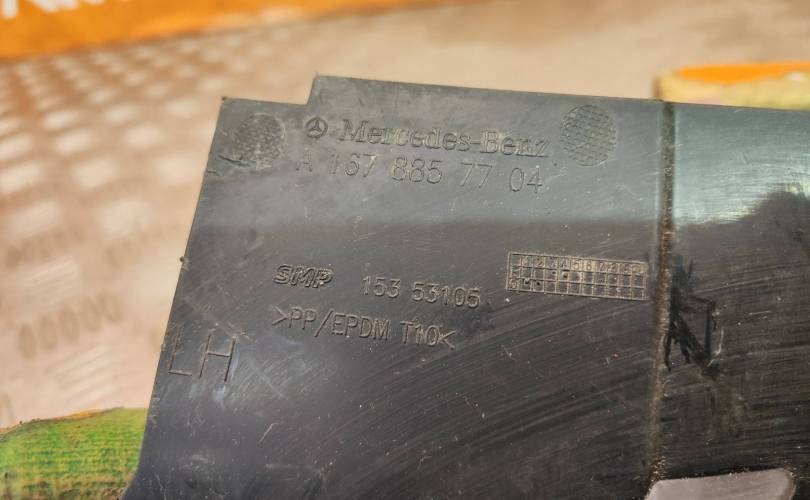 Mercedes-Benz
A 167 885 77 04
SMP 153 53105
>PP/EPDM T10<
LH